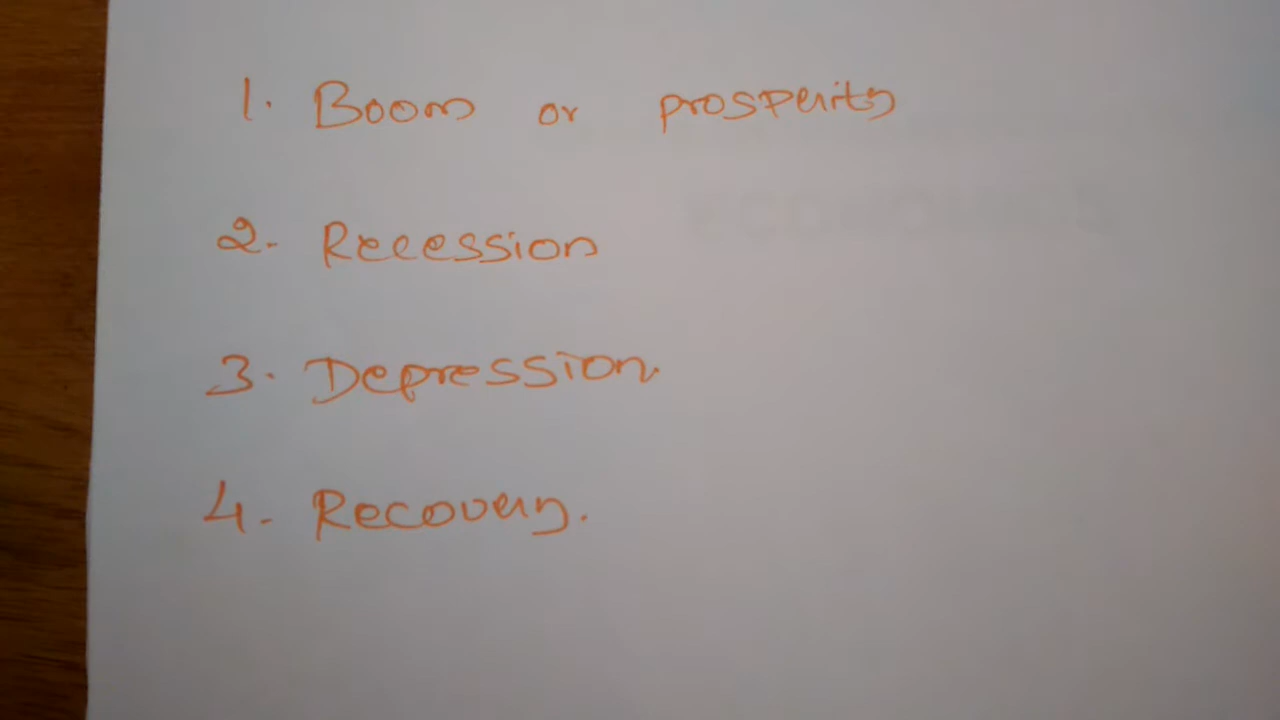 1. Boom or prosperity
2. Recession
3. Depression.
4. Recovery.